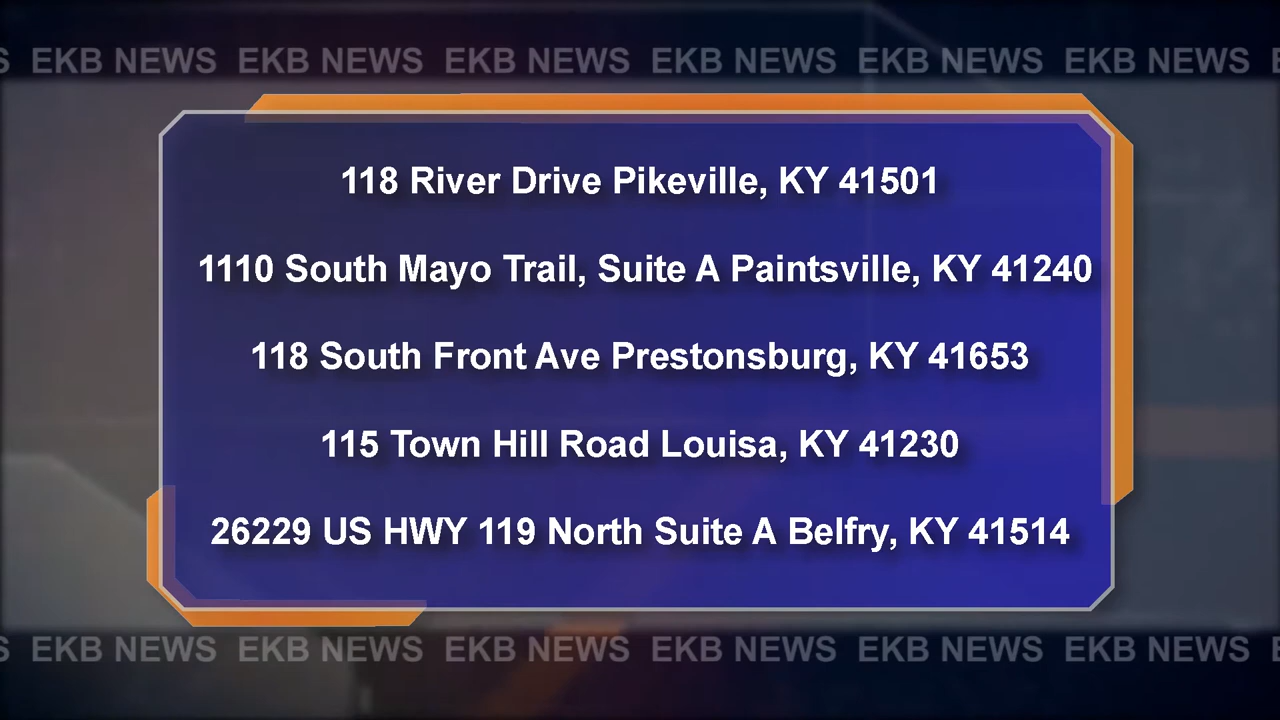 EKB NEWS EKB NEWS EKB NEWS EKB NEWS EKB NEWS EKB NEWS
118 River Drive Pikeville, KY 41501
1110 South Mayo Trail, Suite A Paintsville, KY 41240
118 South Front Ave Prestonsburg, KY 41653
115 Town Hill Road Louisa, KY 41230
26229 US HWY 119 North Suite A Belfry, KY 41514
EKB NEWS EKB NEWS EKB NEWS EKB NEWS EKB NEWS EKB NEWS